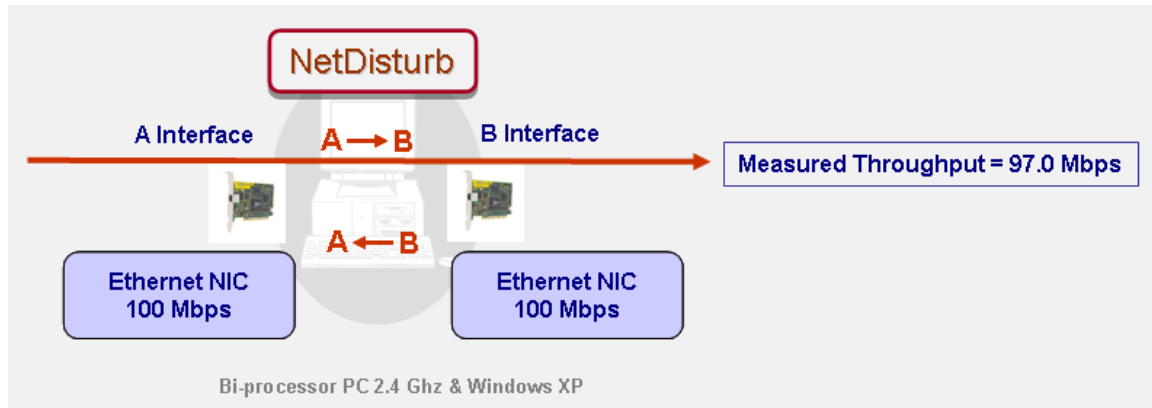 NetDisturb
A Interface
A → B
B Interface
Measured Throughput = 97.0 Mbps
A ← B
Ethernet NIC
100 Mbps
Ethernet NIC
100 Mbps
Bi-processor PC 2.4 Ghz & Windows XP